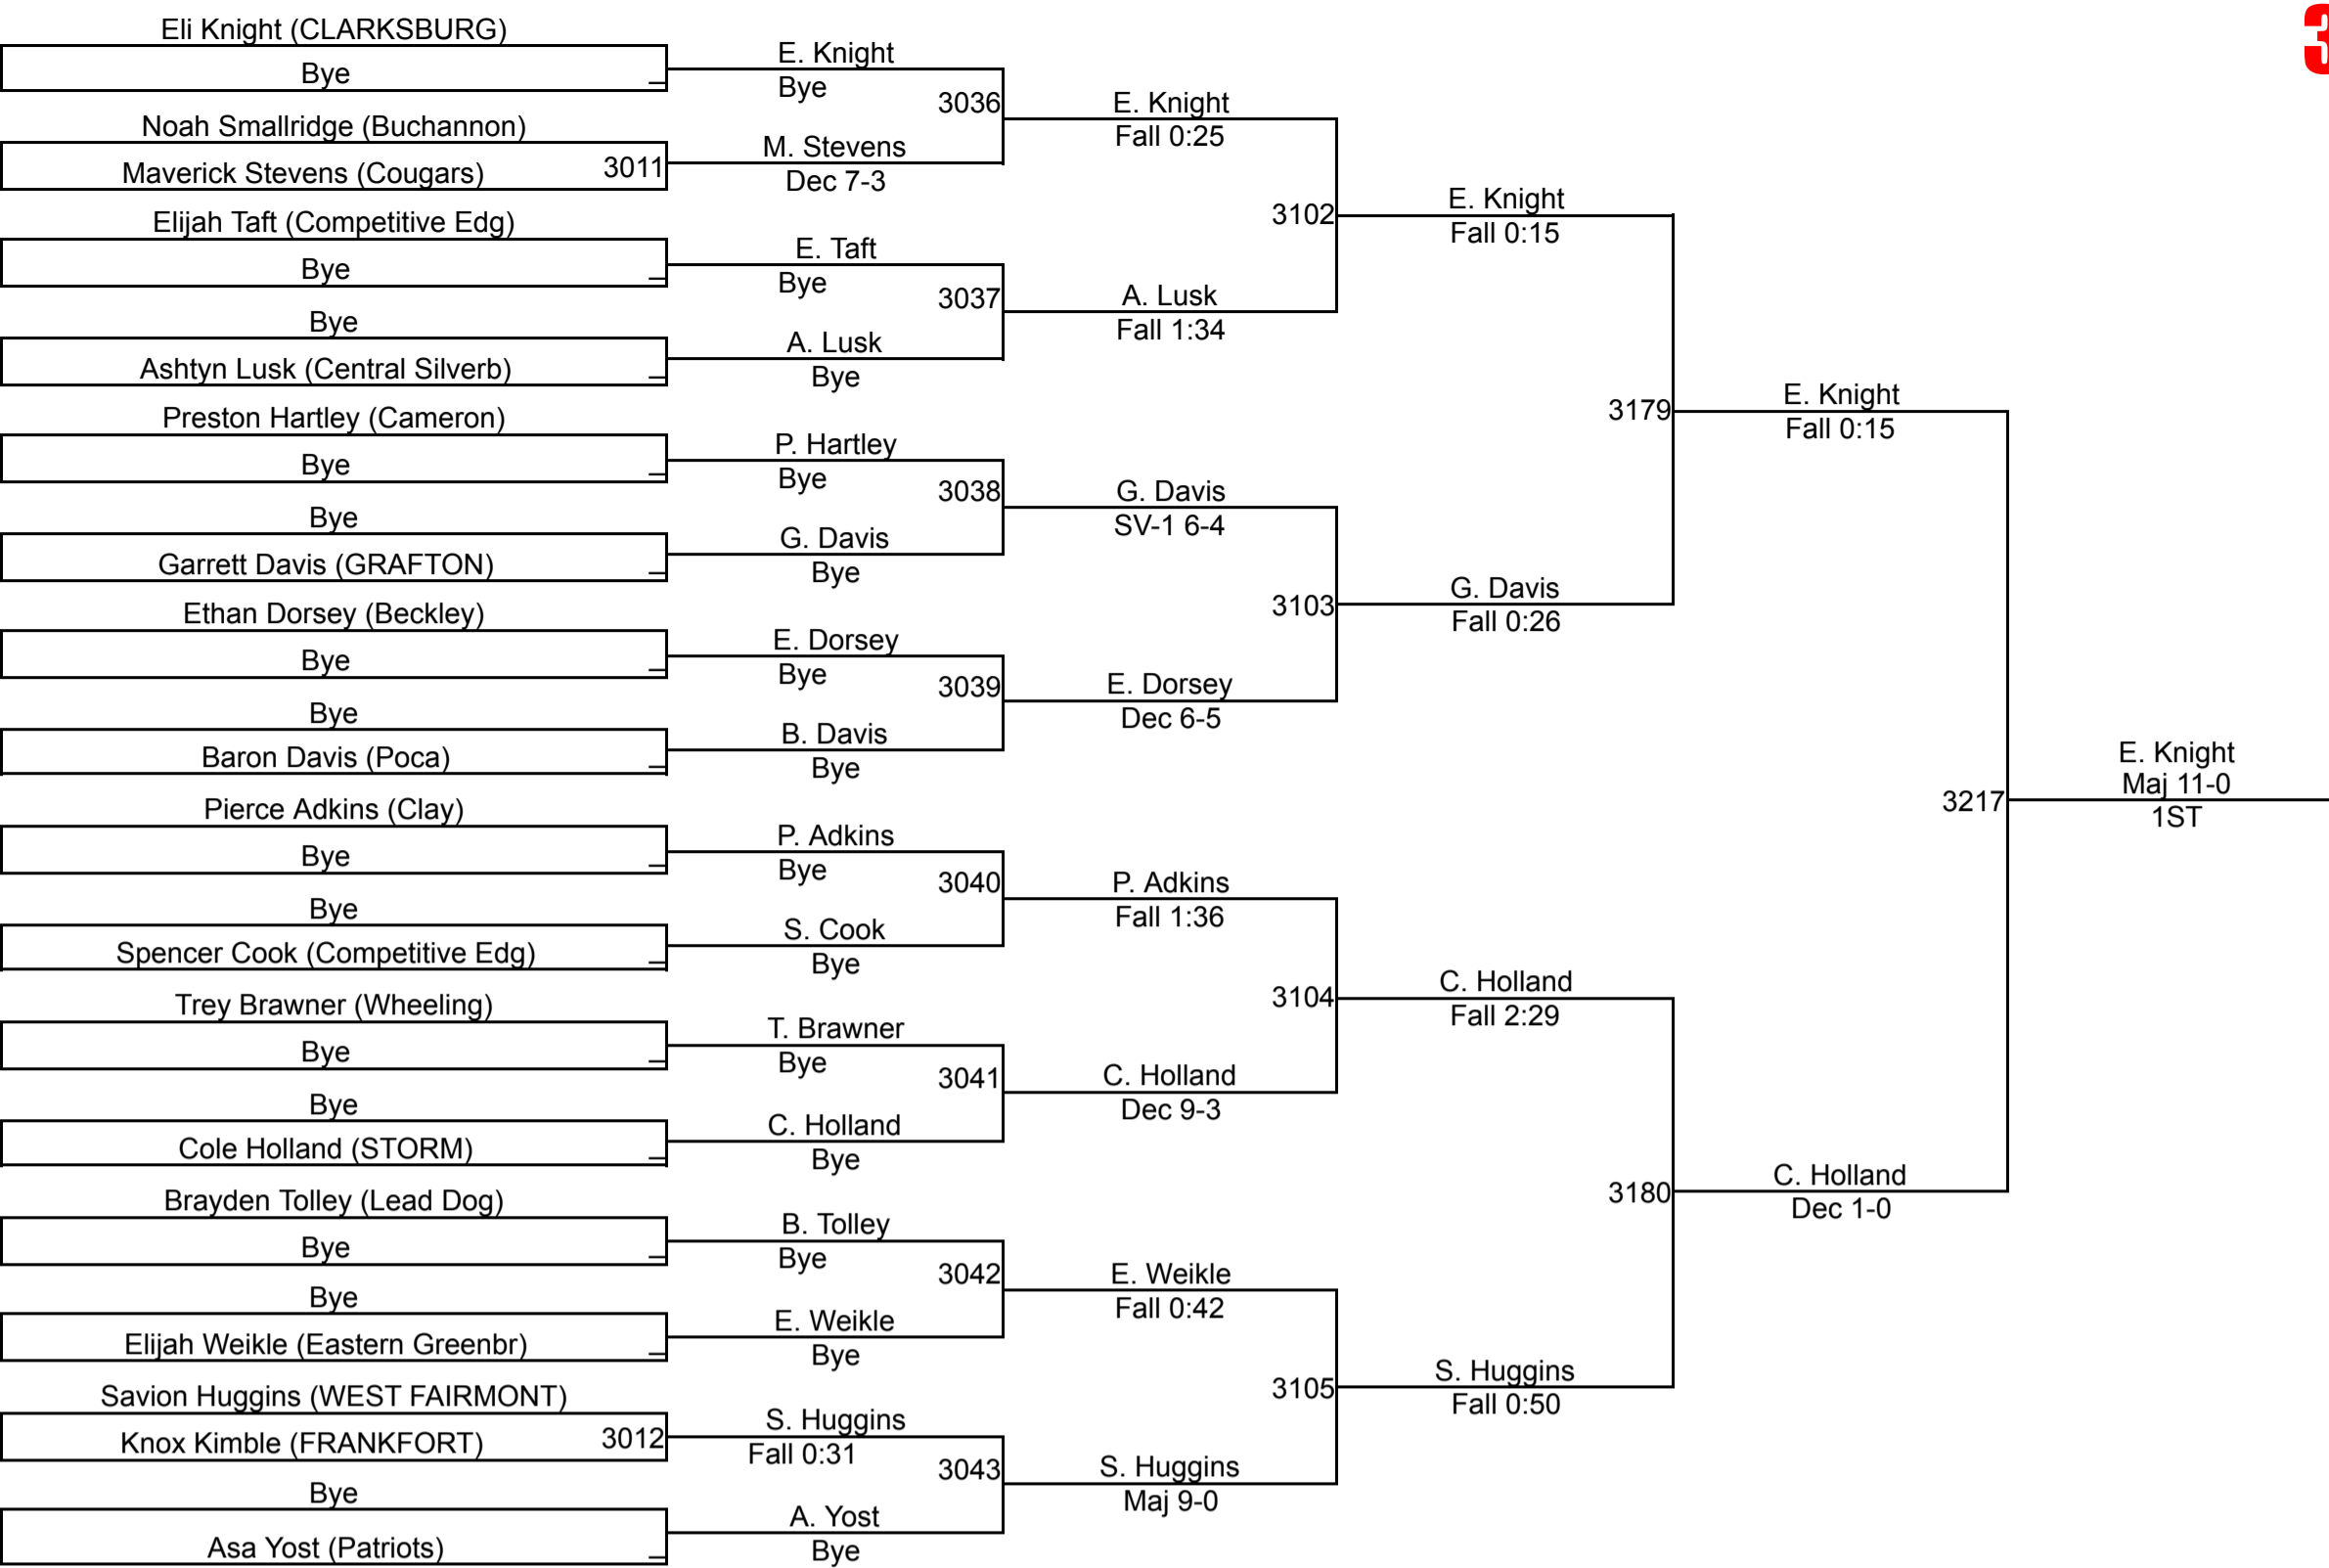 3
Eli Knight (CLARKSBURG)
Bye
Noah Smallridge (Buchannon)
Maverick Stevens (Cougars) 3011
Elijah Taft (Competitive Edg)
Bye
Bye
Ashtyn Lusk (Central Silverb)
Preston Hartley (Cameron)
Bye
Bye
Garrett Davis (GRAFTON)
Ethan Dorsey (Beckley)
Bye
Bye
Baron Davis (Poca)
Pierce Adkins (Clay)
Bye
Bye
Spencer Cook (Competitive Edg)
Trey Brawner (Wheeling)
Bye
Bye
Cole Holland (STORM)
Brayden Tolley (Lead Dog)
Bye
Bye
Elijah Weikle (Eastern Greenbr)
Savion Huggins (WEST FAIRMONT)
Knox Kimble (FRANKFORT) 3012
Bye
Asa Yost (Patriots)
E. Knight
Bye
3036
M. Stevens
Dec 7-3
E. Taft
Bye
3037
A. Lusk
Bye
P. Hartley
Bye
3038
G. Davis
Bye
E. Dorsey
Bye
3039
B. Davis
Bye
P. Adkins
Bye
3040
S. Cook
Bye
T. Brawner
Bye
3041
C. Holland
Bye
B. Tolley
Bye
3042
E. Weikle
Bye
S. Huggins
Fall 0:31
3043
A. Yost
Bye
E. Knight
Fall 0:25
3102
A. Lusk
Fall 1:34
G. Davis
SV-1 6-4
3103
E. Dorsey
Dec 6-5
P. Adkins
Fall 1:36
3104
C. Holland
Dec 9-3
E. Weikle
Fall 0:42
3105
S. Huggins
Maj 9-0
E. Knight
Fall 0:15
3179
G. Davis
Fall 0:26
C. Holland
Fall 2:29
3180
S. Huggins
Fall 0:50
E. Knight
Fall 0:15
3217
C. Holland
Dec 1-0
E. Knight
Maj 11-0
1ST